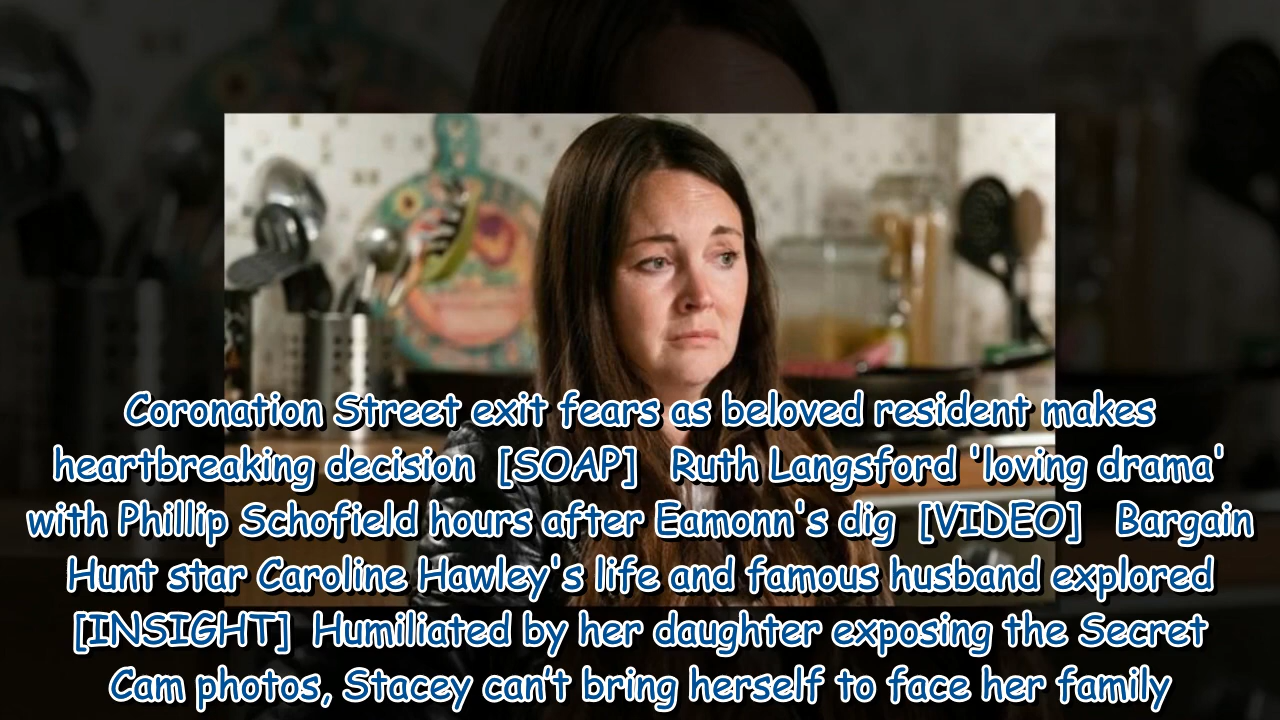 Coronation Street exit fears as beloved resident makes
heartbreaking decision [SOAP] Ruth Langsford 'loving drama'
with Phillip Schofield hours after Eamonn's dig [VIDEO] Bargain
Hunt star Caroline Hawley's life and famous husband explored
[INSIGHT] Humiliated by her daughter exposing the Secret
Cam photos, Stacey can’t bring herself to face her family